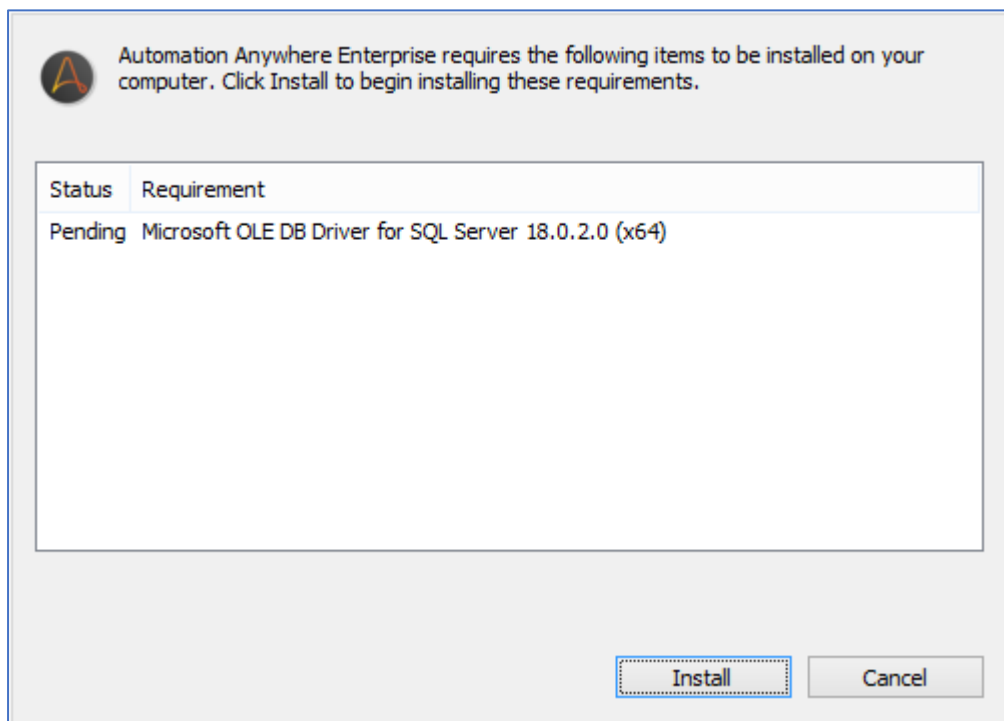 Automation Anywhere Enterprise requires the following items to be installed on your
computer. Click Install to begin installing these requirements.
Status Requirement
Pending Microsoft OLE DB Driver for SQL Server 18.0.2.0 (x64)
Install Cancel